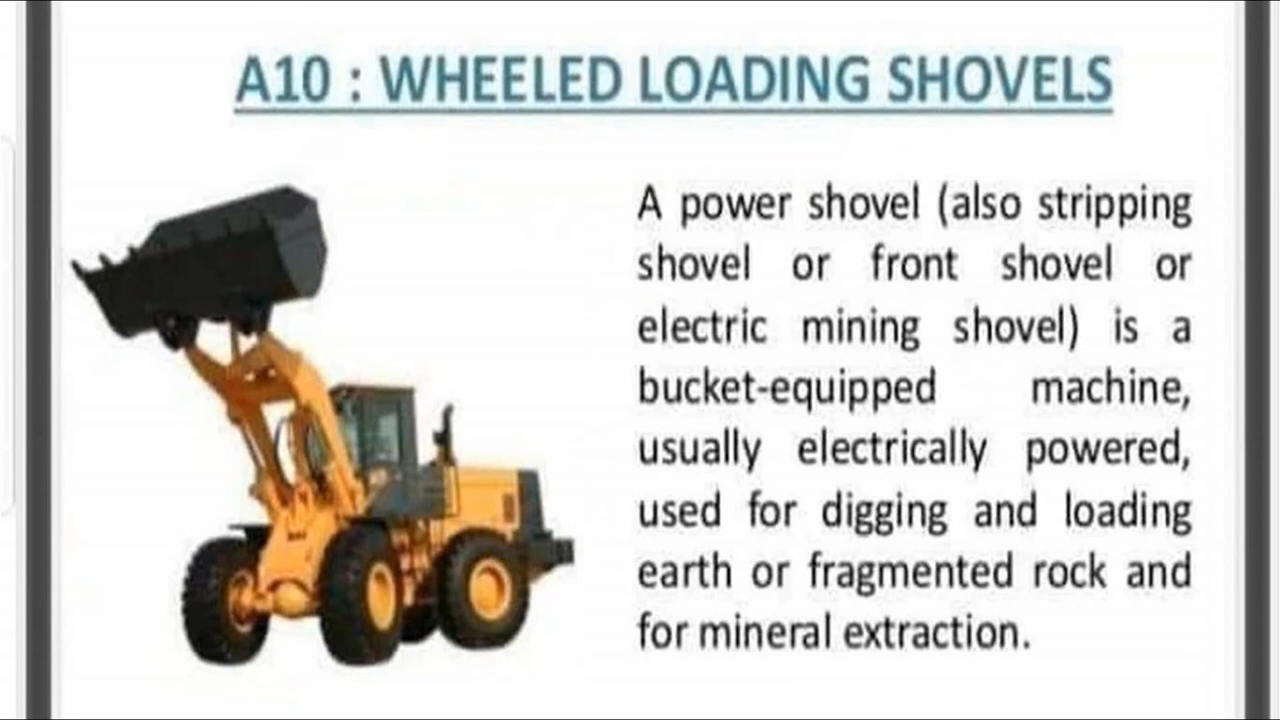 A10 : WHEELED LOADING SHOVELS
A power shovel (also stripping
shovel or front shovel or
electric mining shovel) is a
bucket-equipped machine,
usually electrically powered,
used for digging and loading
earth or fragmented rock and
for mineral extraction.